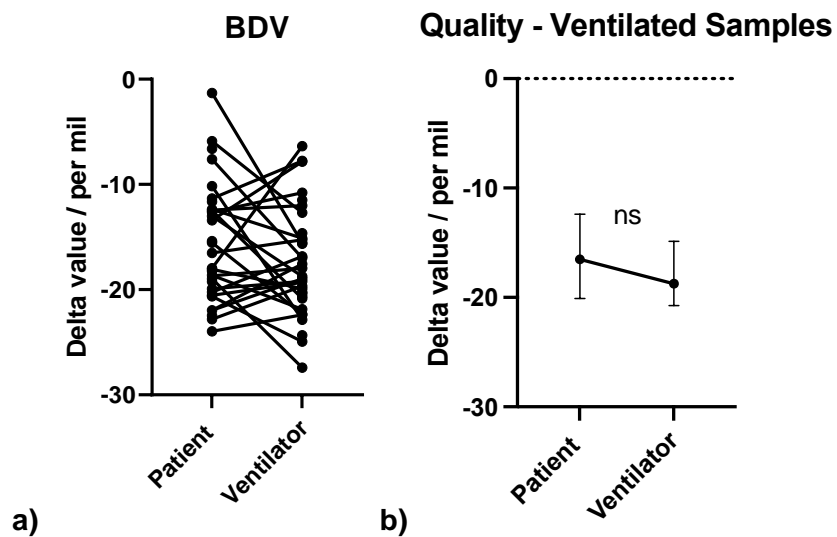 BDV
Delta value / per mil
0
-10
-20
-30
Patient
Ventilator
a)
Quality - Ventilated Samples
Delta value / per mil
0
-10
-20
-30
ns
Patient
Ventilator
b)